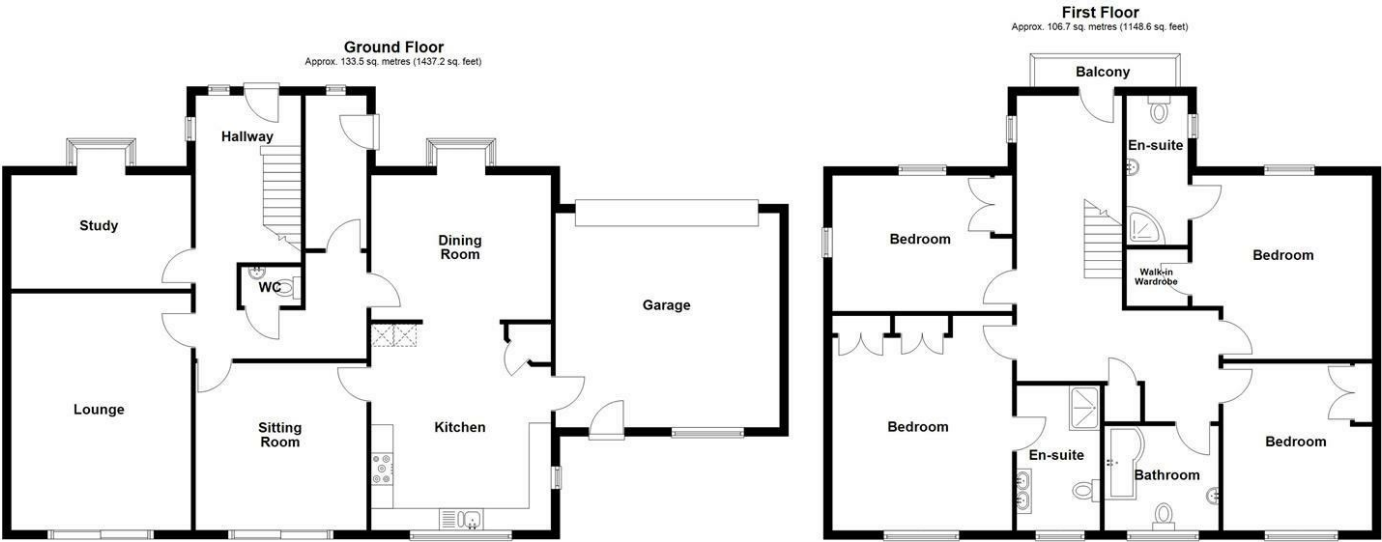 Ground Floor
Approx. 133.5 sq. metres (1437.2 sq. feet)
Hallway
Study
WC
Dining
Room
Garage
Lounge
Sitting
Room
Kitchen
First Floor
Approx. 106.7 sq. metres (1148.6 sq. feet)
Balcony
En-suite
Bedroom
Bedroom
Walk-in
Wardrobe
Bedroom
En-suite
Bathroom
Bedroom